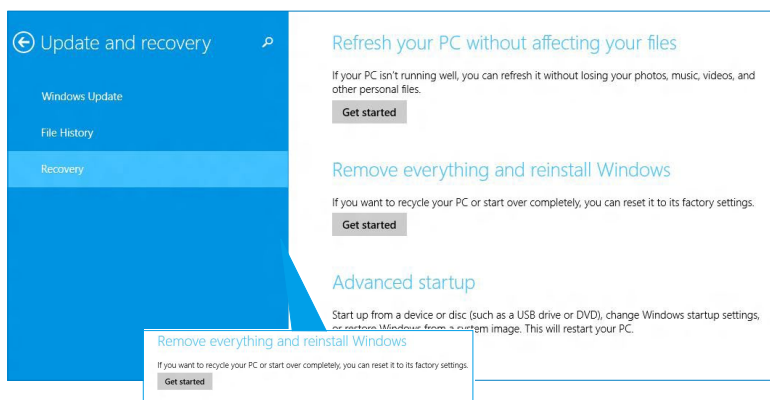 Update and recovery
Windows Update
File History
Recovery
Refresh your PC without affecting your files
If your PC isn't running well, you can refresh it without losing your photos, music, videos, and
other personal files.
Get started
Remove everything and reinstall Windows
If you want to recycle your PC or start over completely, you can reset it to its factory settings.
Get started
Advanced startup
Start up from a device or disc (such as a USB drive or DVD), change Windows startup settings,
or restore Windows from a system image. This will restart your PC.
Remove everything and reinstall Windows
If you want to recycle your PC or start over completely, you can reset it to its factory settings.
Get started